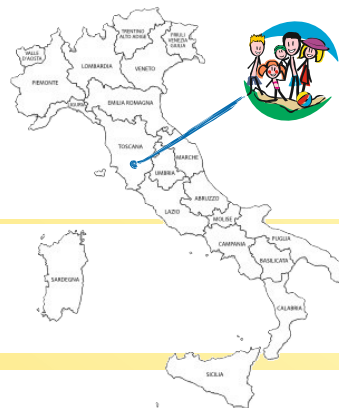 TRENTINO
ALTO ADIGE
FRIULI
VENEZIA
GIULIA
VALLE
D'AOSTA
LOMBARDIA
VENETO
PIEMONTE
LIGURIA
EMILIA ROMAGNA
TOSCANA
MARCHE
UMBRIA
ABRUZZO
LAZIO
MOLISE
CAMPANIA
PUGLIA
BASILICATA
SARDEGNA
CALABRIA
SICILIA